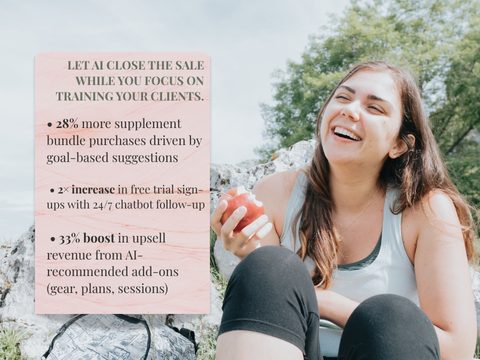 LET AI CLOSE THE SALE
WHILE YOU FOCUS ON
TRAINING YOUR CLIENTS.
• 28% more supplement
bundle purchases driven by
goal-based suggestions
• 2× increase in free trial sign-
ups with 24/7 chatbot follow-up
• 33% boost in upsell
revenue from AI-
recommended add-ons
(gear, plans, sessions)